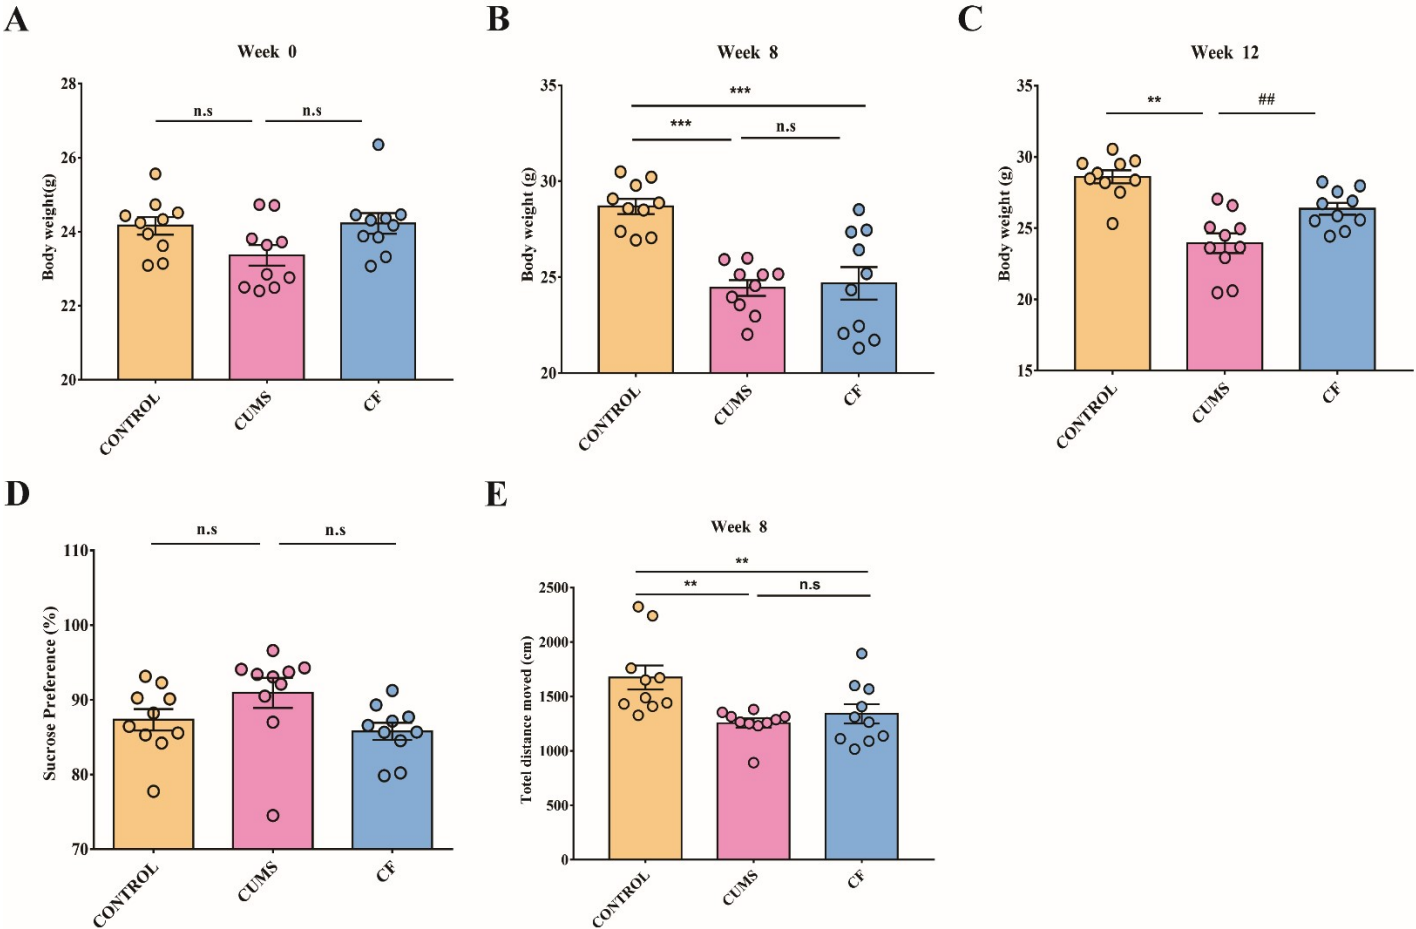 A
Week 0
n.s
n.s
28
26
24
22
20
Body weight(g)
CONTROL
CUMS
CF
B
Week 8
***
***
n.s
35
30
25
20
Body weight (g)
CONTROL
CUMS
CF
C
Week 12
**
##
35
30
25
20
15
Body weight (g)
CONTROL
CUMS
CF
D
n.s
n.s
110
100
90
80
70
Sucrose Preference (%)
CONTROL
CUMS
CF
E
Week 8
**
**
n.s
2500
2000
1500
1000
500
0
Totel distance moved (cm)
CONTROL
CUMS
CF